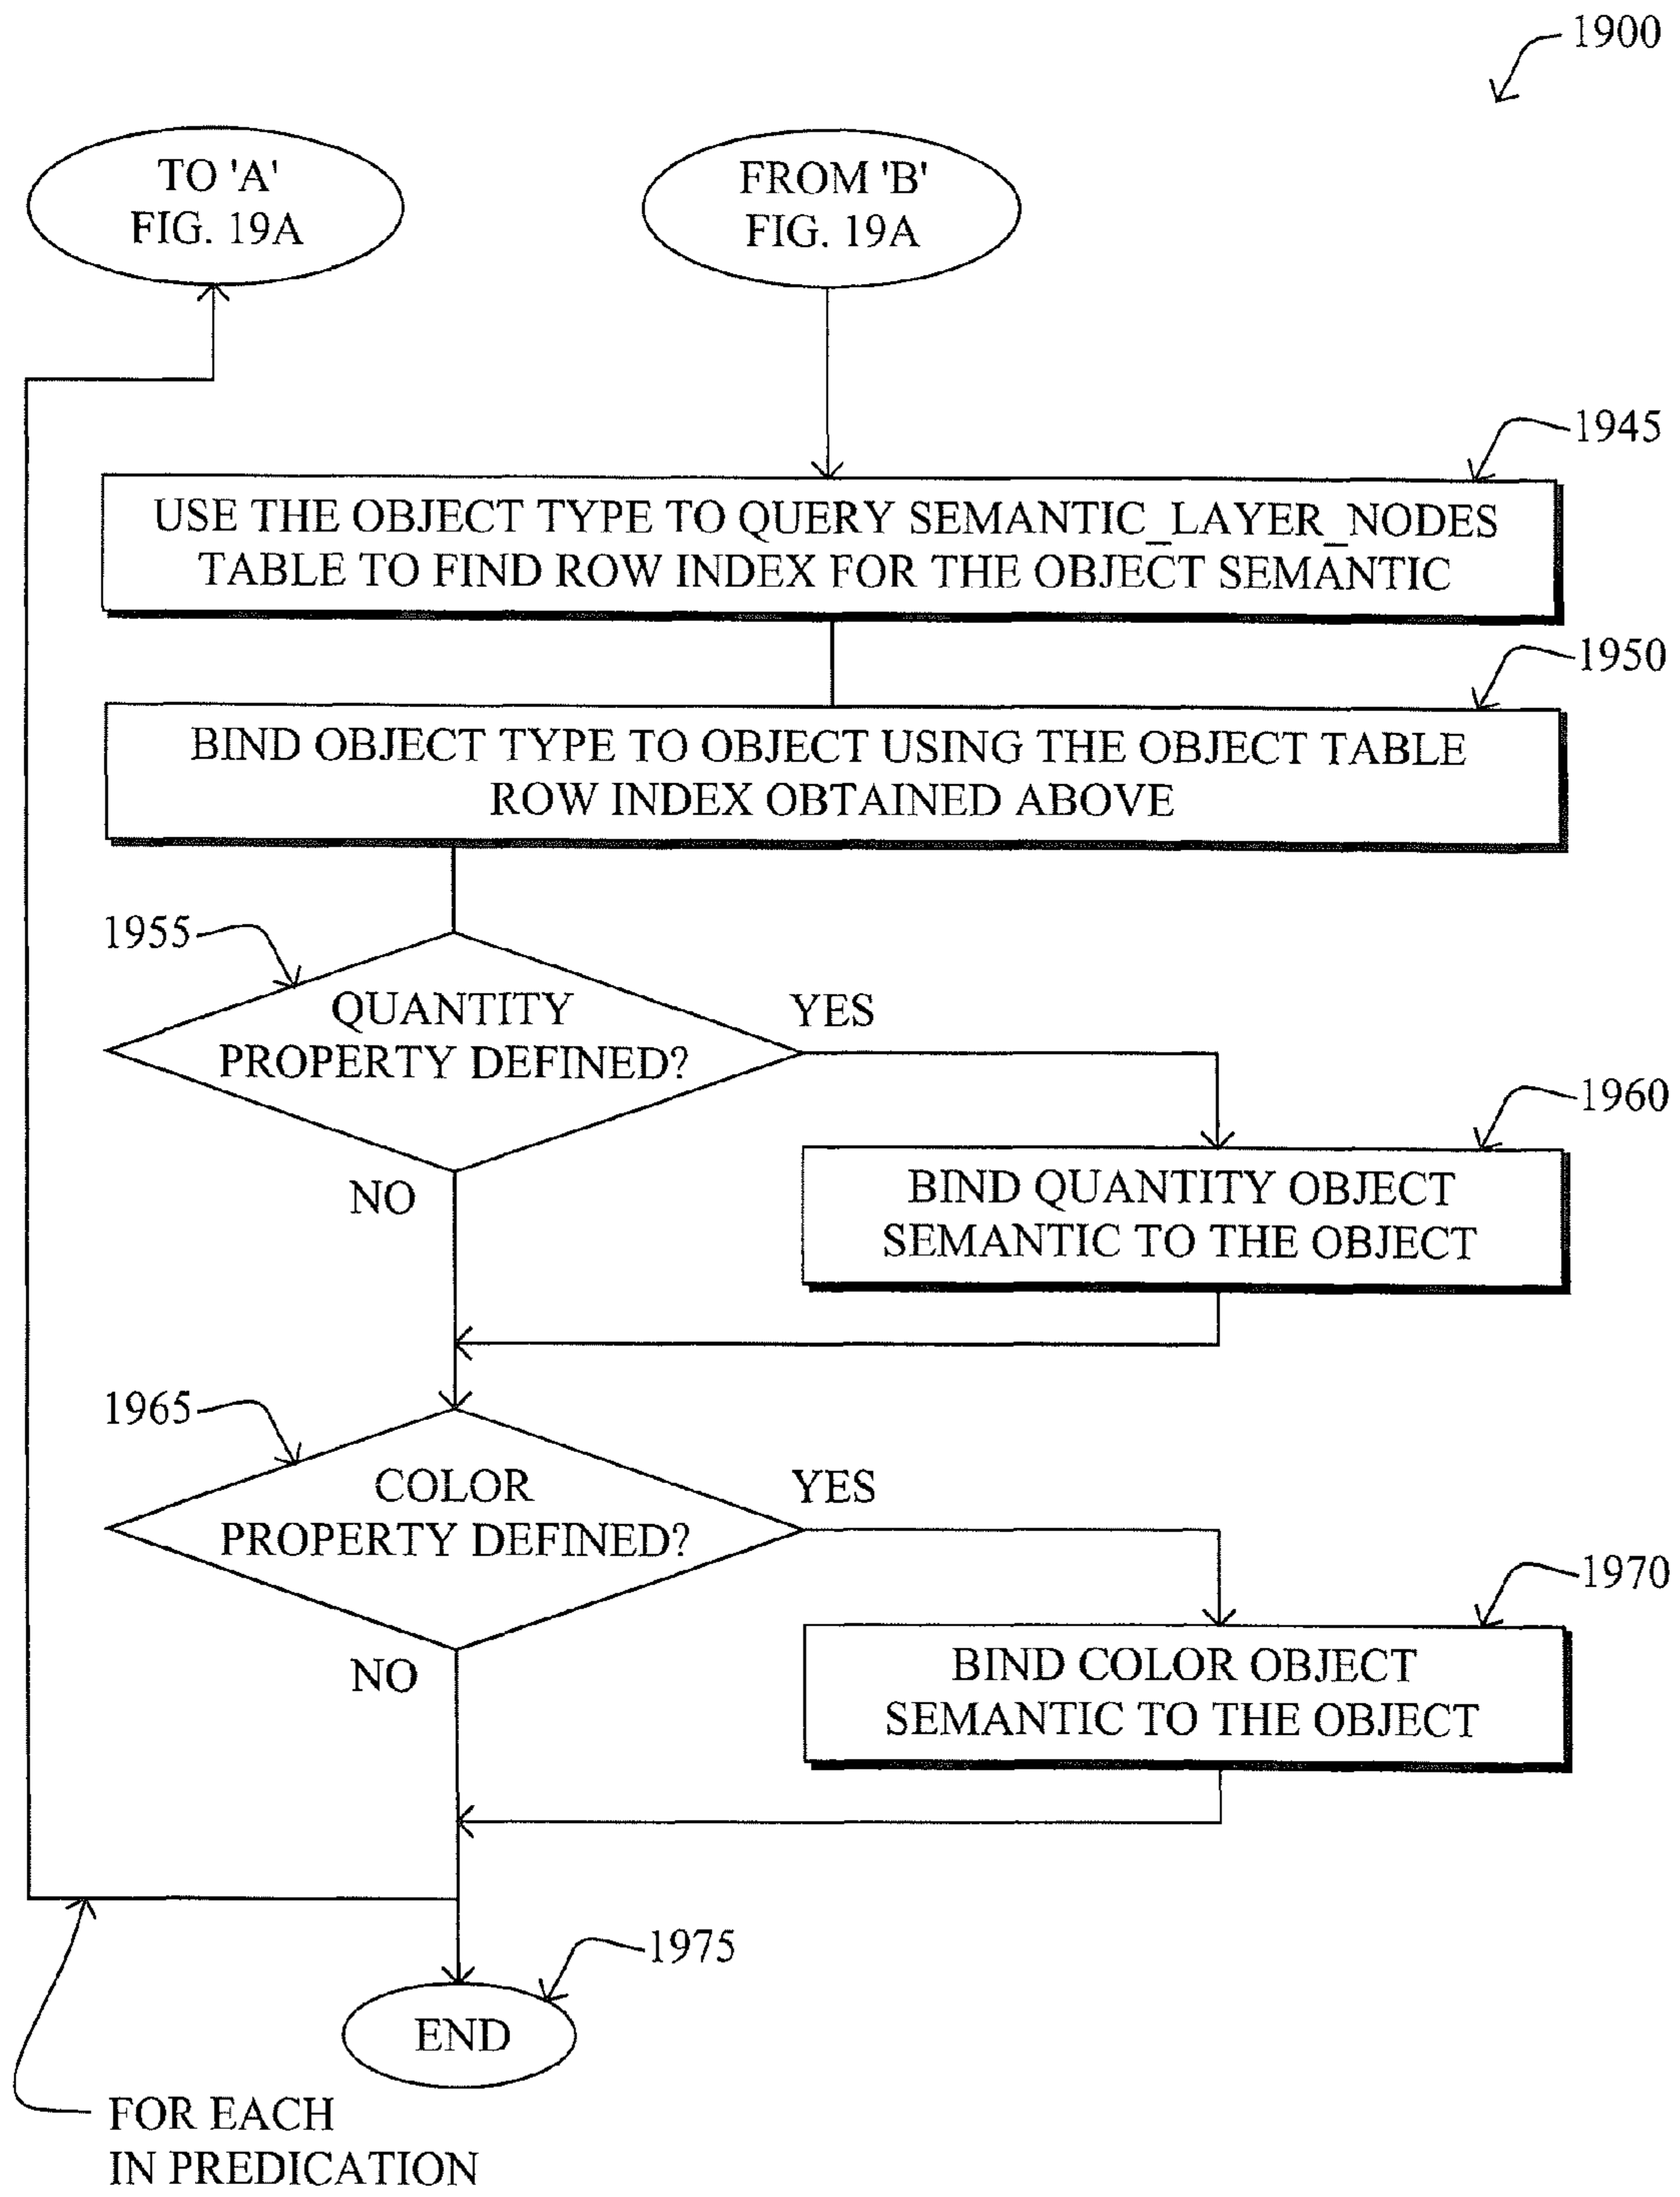 1900
TO 'A'
FIG. 19A
FROM 'B'
FIG. 19A
1945
USE THE OBJECT TYPE TO QUERY SEMANTIC_LAYER_NODES
TABLE TO FIND ROW INDEX FOR THE OBJECT SEMANTIC
1950
BIND OBJECT TYPE TO OBJECT USING THE OBJECT TABLE
ROW INDEX OBTAINED ABOVE
1955
QUANTITY
PROPERTY DEFINED?
YES
NO
1960
BIND QUANTITY OBJECT
SEMANTIC TO THE OBJECT
1965
COLOR
PROPERTY DEFINED?
YES
NO
1970
BIND COLOR OBJECT
SEMANTIC TO THE OBJECT
1975
END
FOR EACH
IN PREDICATION